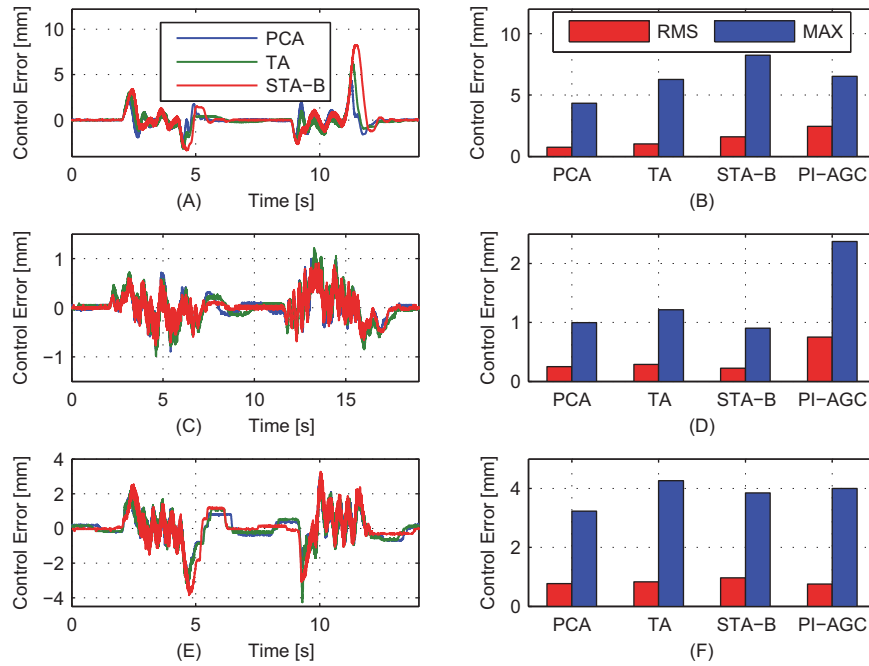 Control Error [mm]
10
5
0
PCA
TA
STA−B
0
5
10
Time [s]
(A)
Control Error [mm]
10
5
0
RMS
MAX
PCA
TA
STA−B
PI−AGC
(B)
Control Error [mm]
1
0
−1
0
5
10
15
Time [s]
(C)
Control Error [mm]
2
1
0
PCA
TA
STA−B
PI−AGC
(D)
Control Error [mm]
4
2
0
−2
−4
0
5
10
Time [s]
(E)
Control Error [mm]
4
2
0
PCA
TA
STA−B
PI−AGC
(F)